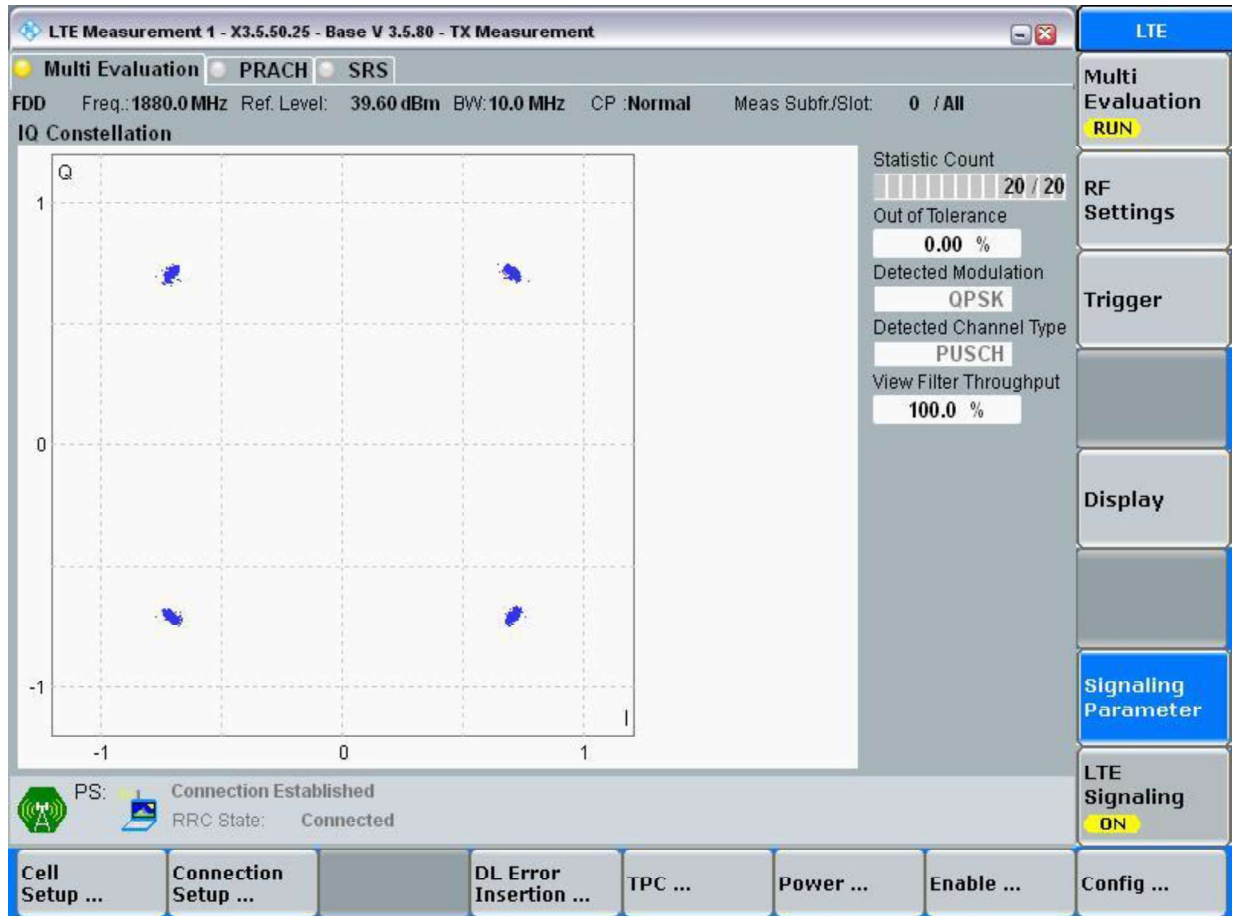 LTE Measurement 1 - X3.5.50.25 - Base V 3.5.80 - TX Measurement
LTE
Multi Evaluation PRACH SRS
FDD Freq.: 1880.0 MHz Ref. Level: 39.60 dBm BW: 10.0 MHz CP : Normal Meas Subfr./Slot: 0 / All
IQ Constellation
Q
1
0
-1
I
-1 0 1
Statistic Count
20 / 20
Out of Tolerance
0.00 %
Detected Modulation
QPSK
Detected Channel Type
PUSCH
View Filter Throughput
100.0 %
Multi
Evaluation
RUN
RF
Settings
Trigger
Display
Signaling
Parameter
LTE
Signaling
ON
PS: Connection Established
RRC State: Connected
Cell
Setup ...
Connection
Setup ...
DL Error
Insertion ...
TPC ...
Power ...
Enable ...
Config ...